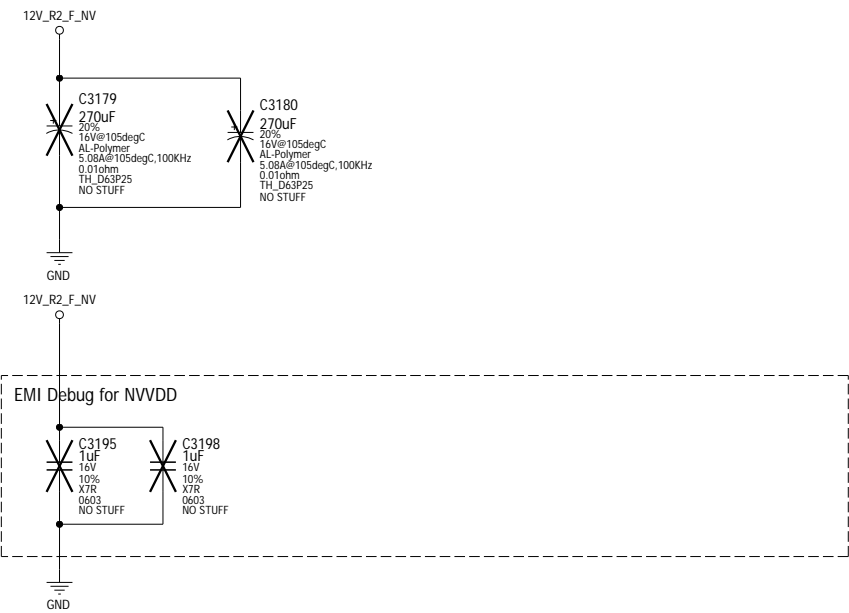 12V_R2_F_NV
C3179
270uF
20%
16V@105degC
AL-Polymer
5.08A@105degC,100KHz
0.01ohm
TH_D63P25
NO STUFF
+
C3180
270uF
20%
16V@105degC
AL-Polymer
5.08A@105degC,100KHz
0.01ohm
TH_D63P25
NO STUFF
+
GND
12V_R2_F_NV
EMI Debug for NVVDD
C3195
1uF
16V
10%
X7R
0603
NO STUFF
C3198
1uF
16V
10%
X7R
0603
NO STUFF
GND